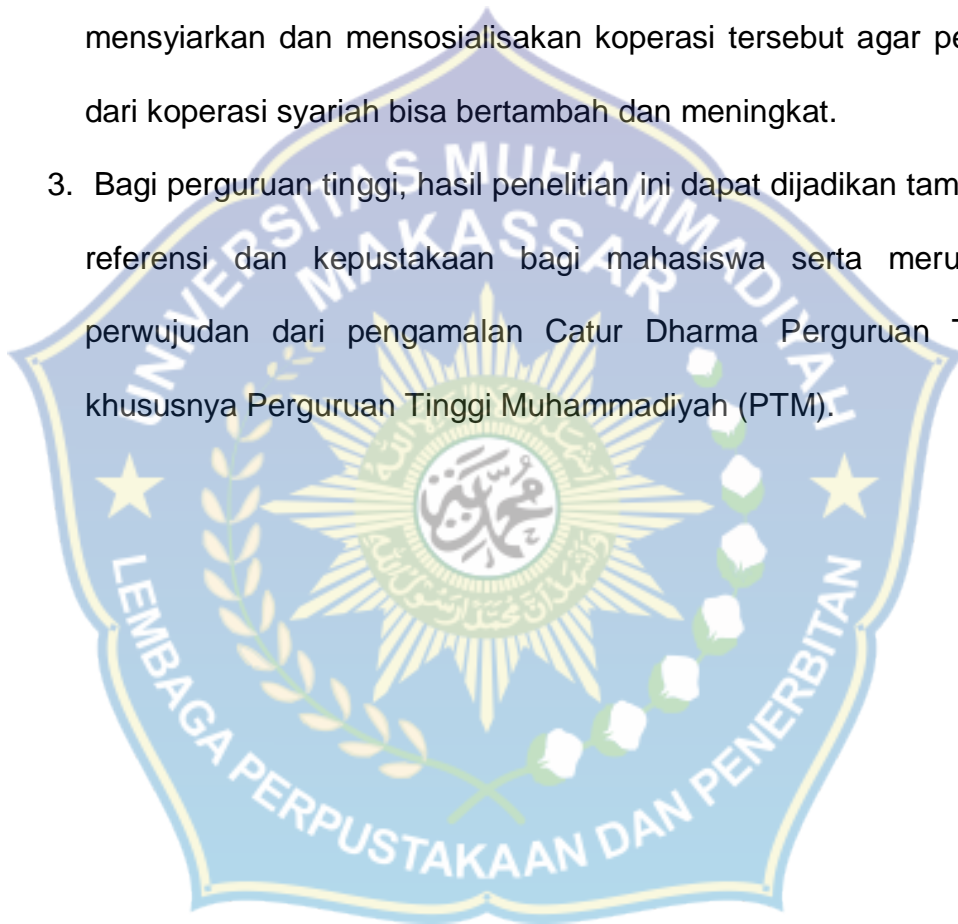 mensyiarkan dan mensosialisakan koperasi tersebut agar pe
dari koperasi syariah bisa bertambah dan meningkat.
3. Bagi perguruan tinggi, hasil penelitian ini dapat dijadikan tam
referensi dan kepustakaan bagi mahasiswa serta meru
perwujudan dari pengamalan Catur Dharma Perguruan T
khususnya Perguruan Tinggi Muhammadiyah (PTM).
UNIVERSITAS MUHAMMADIYAH
MAKASSAR
محمدية
LEMBAGA PERPUSTAKAAN DAN PENERBITAN